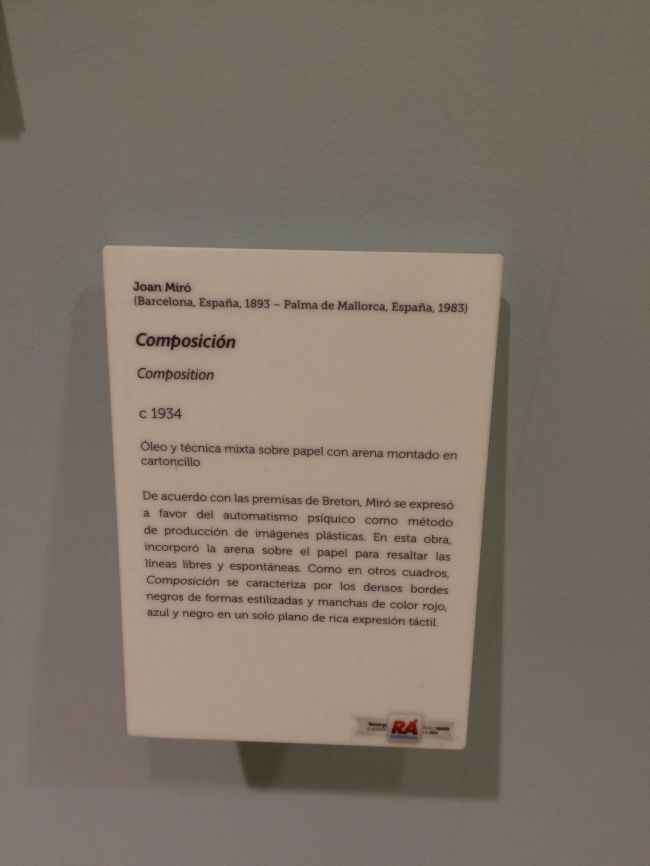 Joan Miró
(Barcelona, España, 1893 – Palma de Mallorca, España, 1983)
Composición
Composition
c 1934
Óleo y técnica mixta sobre papel con arena montado en
cartoncillo
De acuerdo con las premisas de Breton, Miró se expresó
a favor del automatismo psíquico como método
de producción de imágenes plásticas. En esta obra,
incorporó la arena sobre el papel para resaltar las
líneas libres y espontáneas. Como en otros cuadros,
Composición se caracteriza por los densos bordes
negros de formas estilizadas y manchas de color rojo,
azul y negro en un solo plano de rica expresión táctil.
Descarga
RA